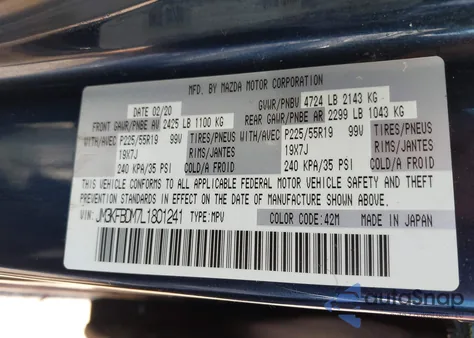 MFD. BY MAZDA MOTOR CORPORATION
DATE 02/20 GVWR/PNBV 4724 LB 2143 KG
FRONT GAWR/PNBE AV 2425 LB 1100 KG REAR GAWR/PNBE AR 2299 LB 1043 KG
WITH/AVEC P225/55R19 99V TIRES/PNEUS WITH/AVEC P225/55R19 99V TIRES/PNEUS
19X7J RIMS/JANTES 19X7J RIMS/JANTES
240 KPA/35 PSI COLD/A FROID 240 KPA/35 PSI COLD/A FROID
THIS VEHICLE CONFORMS TO ALL APPLICABLE FEDERAL MOTOR VEHICLE SAFETY, BUMPER, AND THEFT PREVENTION
STANDARDS IN EFFECT ON THE DATE OF MANUFACTURE SHOWN ABOVE.
VIN: JM3KFBDM7L1801241 TYPE: MPV COLOR CODE: 42M MADE IN JAPAN
autoSnap